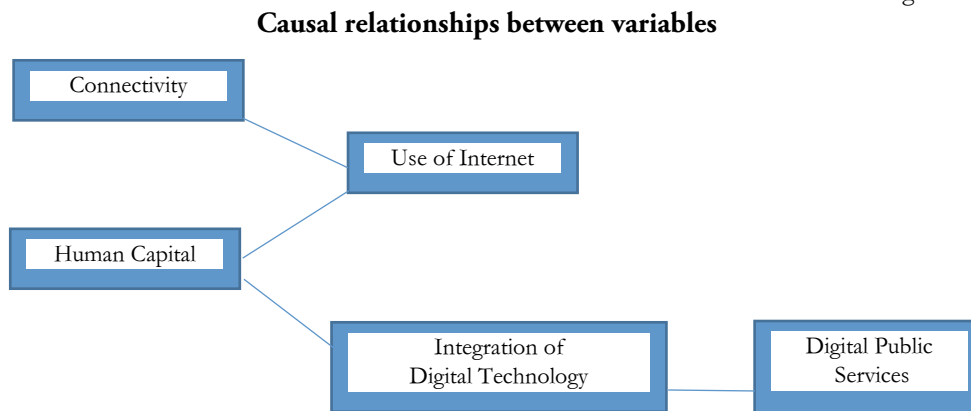 Causal relationships between variables
Connectivity
Use of Internet
Human Capital
Integration of
Digital Technology
Digital Public
Services